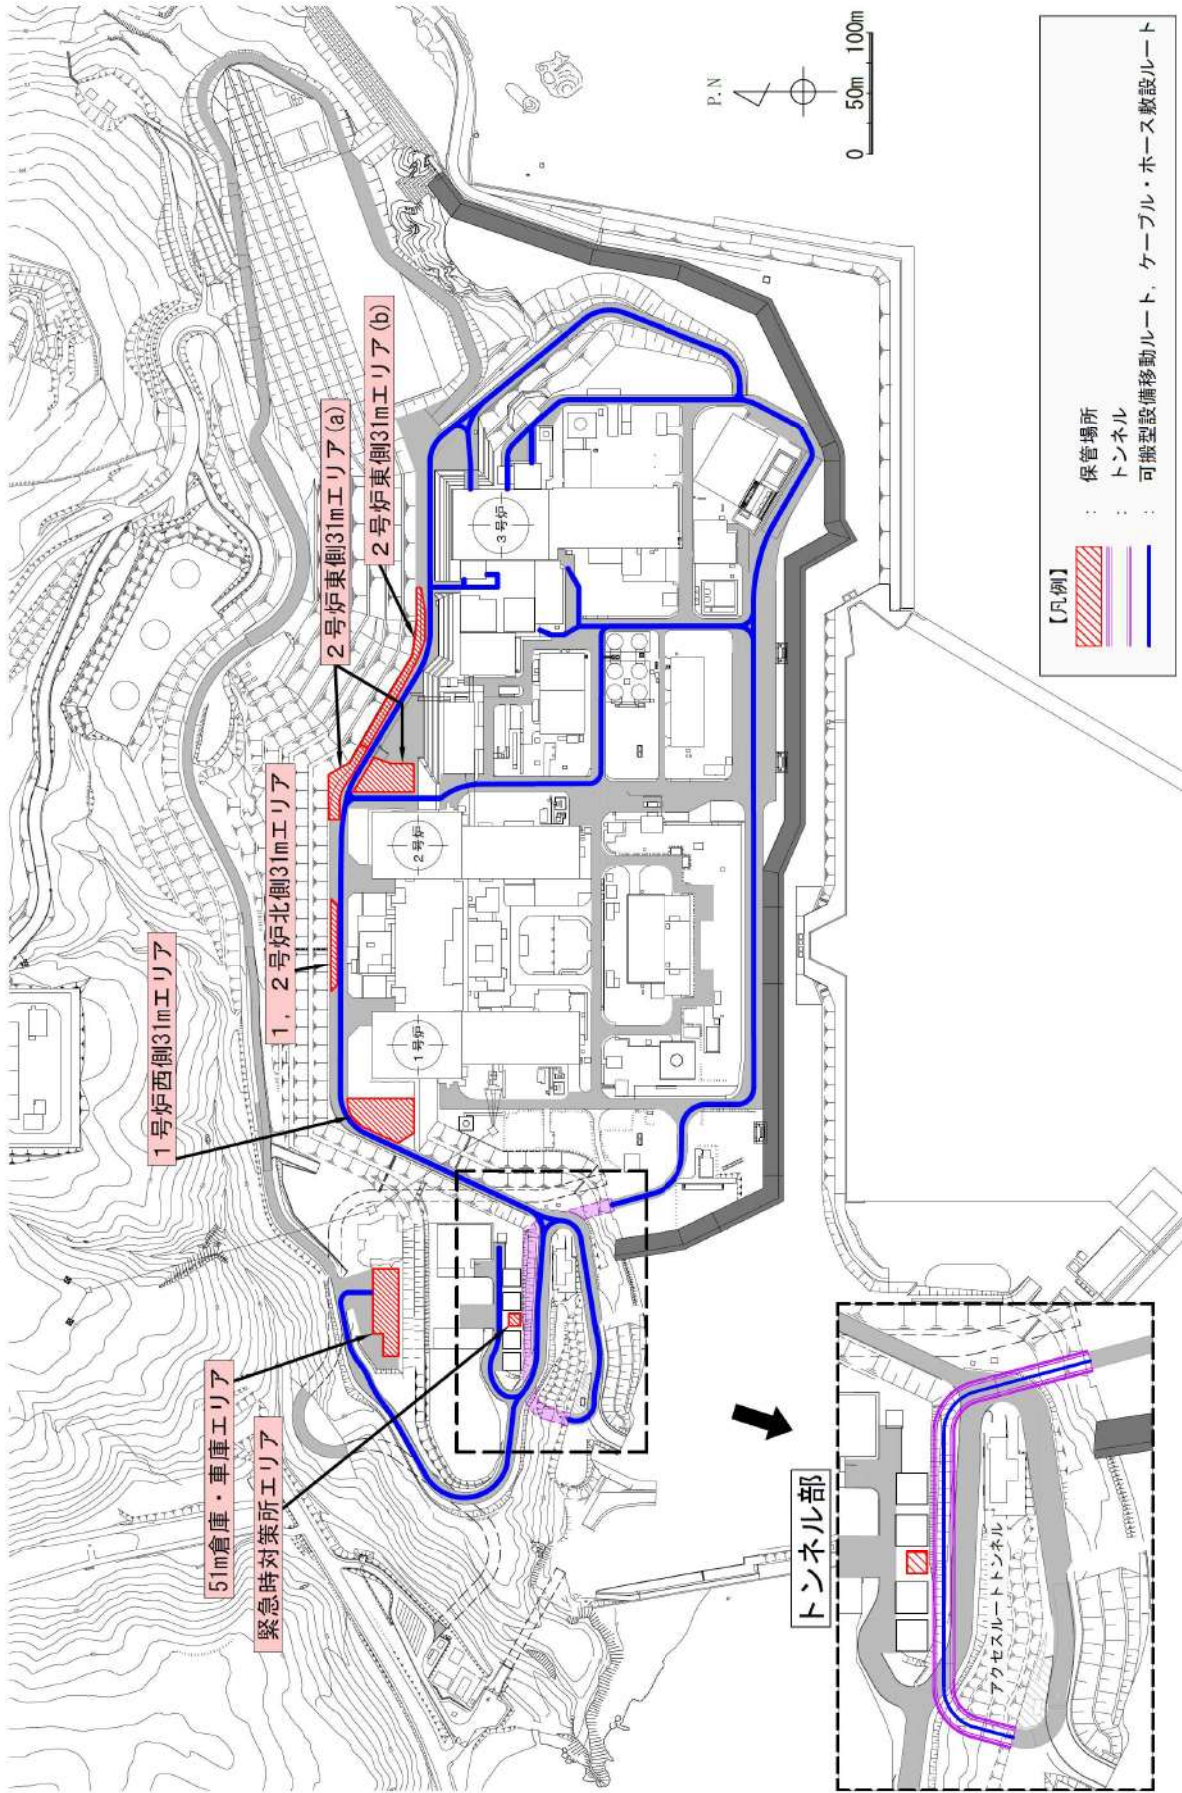 51m倉庫・車庫エリア
緊急時対策所エリア
1号炉西側31mエリア
1,2号炉北側31mエリア
2号炉東側31mエリア(a)
2号炉東側31mエリア(b)
1号炉
2号炉
3号炉
P.N
0 50m 100m
トンネル部
アクセスルートトンネル
【凡例】
: 保管場所
: トンネル
: 可搬型設備移動ルート,ケーブル・ホース敷設ルート